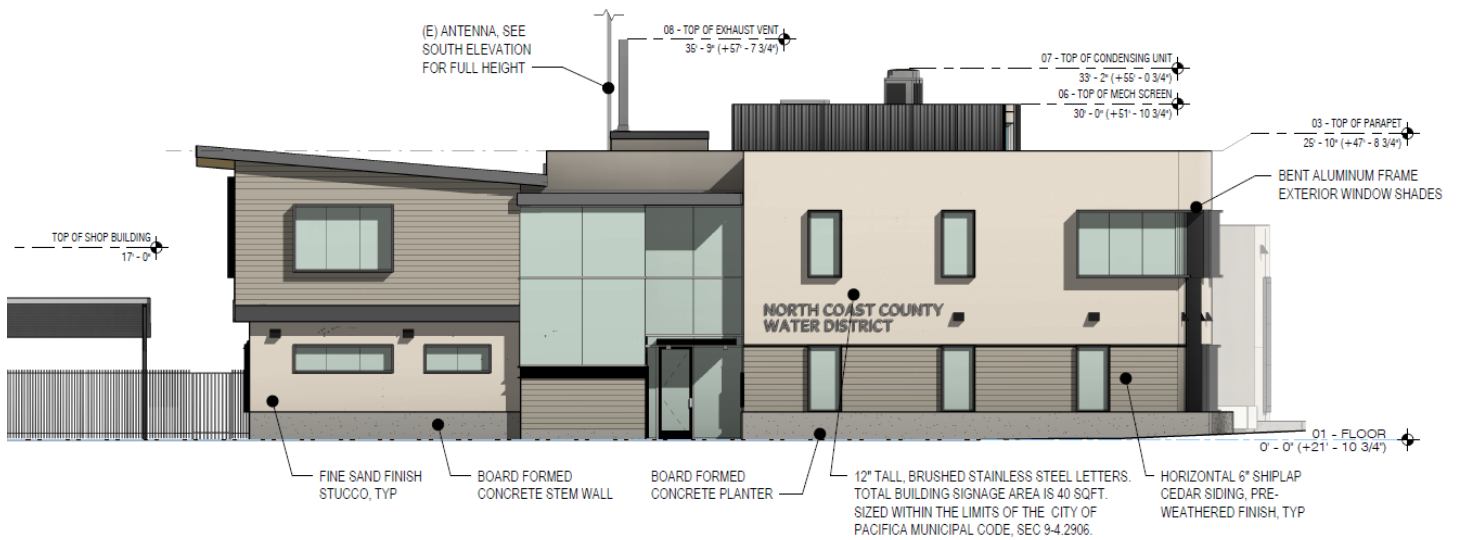 (E) ANTENNA, SEE
SOUTH ELEVATION
FOR FULL HEIGHT
08 - TOP OF EXHAUST VENT
35' - 9" (+57' - 7 3/4")
07 - TOP OF CONDENSING UNIT
33' - 2" (+55' - 0 3/4")
06 - TOP OF MECH SCREEN
30' - 0" (+51' - 10 3/4")
03 - TOP OF PARAPET
25' - 10" (+47' - 8 3/4")
BENT ALUMINUM FRAME
EXTERIOR WINDOW SHADES
TOP OF SHOP BUILDING
17' - 0"
NORTH COAST COUNTY
WATER DISTRICT
01 - FLOOR
0' - 0" (+21' - 10 3/4")
FINE SAND FINISH
STUCCO, TYP
BOARD FORMED
CONCRETE STEM WALL
BOARD FORMED
CONCRETE PLANTER
12" TALL, BRUSHED STAINLESS STEEL LETTERS.
TOTAL BUILDING SIGNAGE AREA IS 40 SQFT.
SIZED WITHIN THE LIMITS OF THE CITY OF
PACIFICA MUNICIPAL CODE, SEC 9-4.2906.
HORIZONTAL 6" SHIPLAP
CEDAR SIDING, PRE-
WEATHERED FINISH, TYP